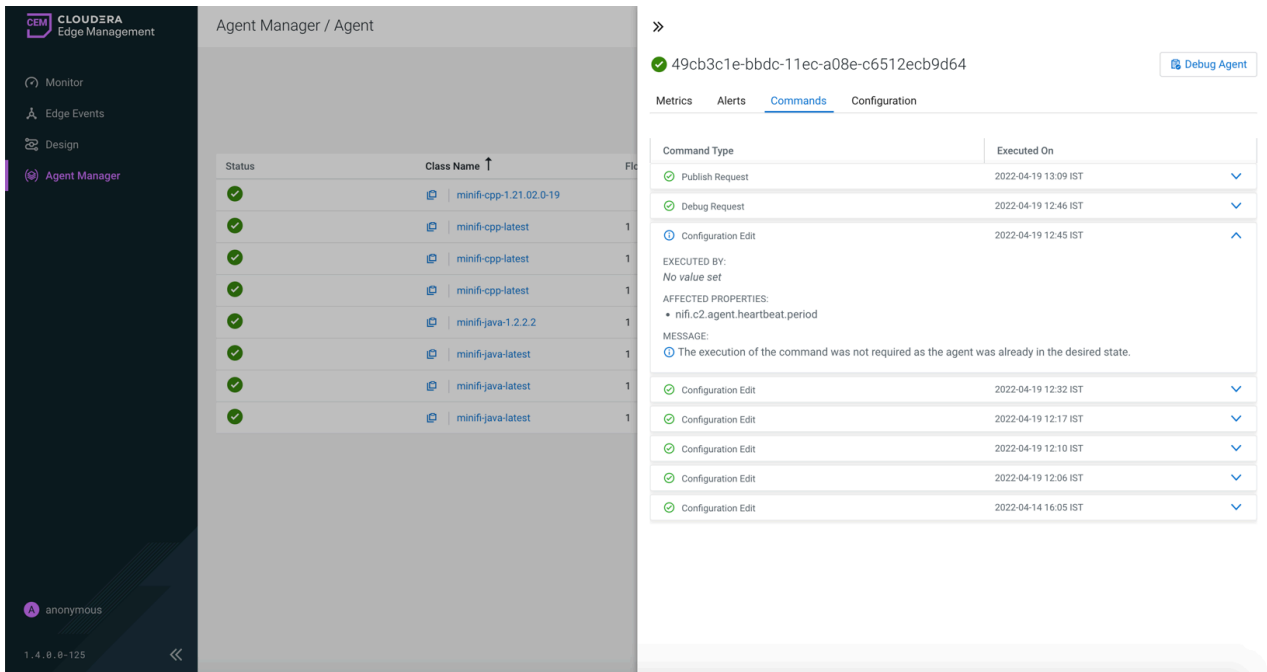 CEM CLOUDERA
Edge Management
Monitor
Edge Events
Design
Agent Manager
A anonymous
1.4.0.0-125
Agent Manager / Agent
Status Class Name Flo
minifi-cpp-1.21.02.0-19
minifi-cpp-latest 1
minifi-cpp-latest 1
minifi-cpp-latest 1
minifi-java-1.2.2.2 1
minifi-java-latest 1
minifi-java-latest 1
minifi-java-latest 1
49cb3c1e-bbdc-11ec-a08e-c6512ecb9d64 Debug Agent
Metrics Alerts Commands Configuration
Command Type Executed On
Publish Request 2022-04-19 13:09 IST
Debug Request 2022-04-19 12:46 IST
Configuration Edit 2022-04-19 12:45 IST
EXECUTED BY:
No value set
AFFECTED PROPERTIES:
• nifi.c2.agent.heartbeat.period
MESSAGE:
The execution of the command was not required as the agent was already in the desired state.
Configuration Edit 2022-04-19 12:32 IST
Configuration Edit 2022-04-19 12:17 IST
Configuration Edit 2022-04-19 12:10 IST
Configuration Edit 2022-04-19 12:06 IST
Configuration Edit 2022-04-14 16:05 IST